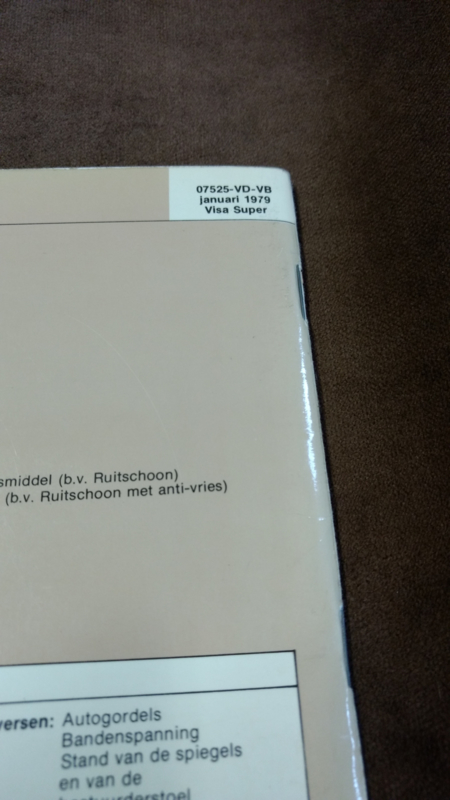 07525-VD-VB
januari 1979
Visa Super
smiddel (b.v. Ruitschoon)
(b.v. Ruitschoon met anti-vries)
versen: Autogordels
Bandenspanning
Stand van de spiegels
en van de
bestuurderstoel